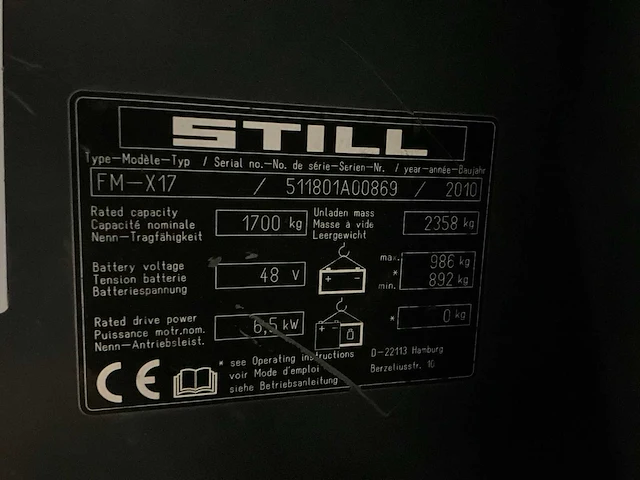 STILL
Type-Modèle-Typ / Serial no.-No. de série-Serien-Nr. / year-année-Baujahr
FM-X17 / 511801A00869 / 2010
Rated capacity
Capacité nominale
Nenn-Tragfähigkeit
1700 kg
Unladen mass
Masse à vide
Leergewicht
2358 kg
Battery voltage
Tension batterie
Batteriespannung
48 V
+ -
max. 986 kg
*
min. 892 kg
Rated drive power
Puissance motr.nom.
Nenn-Antriebsleist.
6,5 kW
+ -
* 0 kg
CE
* see Operating instructions
voir Mode d'emploi
siehe Betriebsanleitung
D-22113 Hamburg
Berzeliusstr. 10